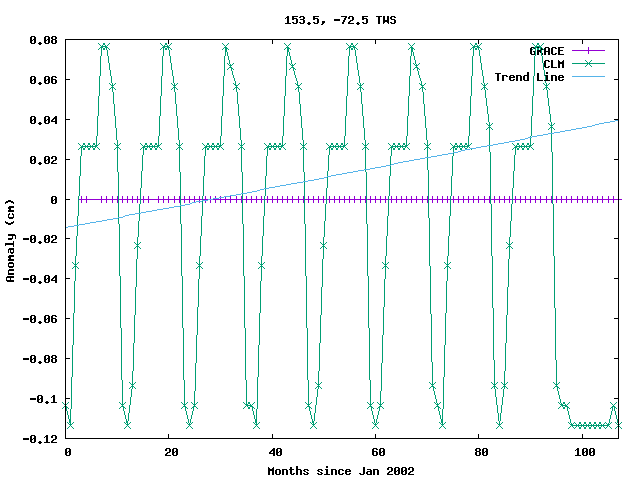 153.5, -72.5 TWS
GRACE
CLM
Trend Line
0.08
0.06
0.04
0.02
0
-0.02
-0.04
-0.06
-0.08
-0.1
-0.12
Anomaly (cm)
0 20 40 60 80 100
Months since Jan 2002